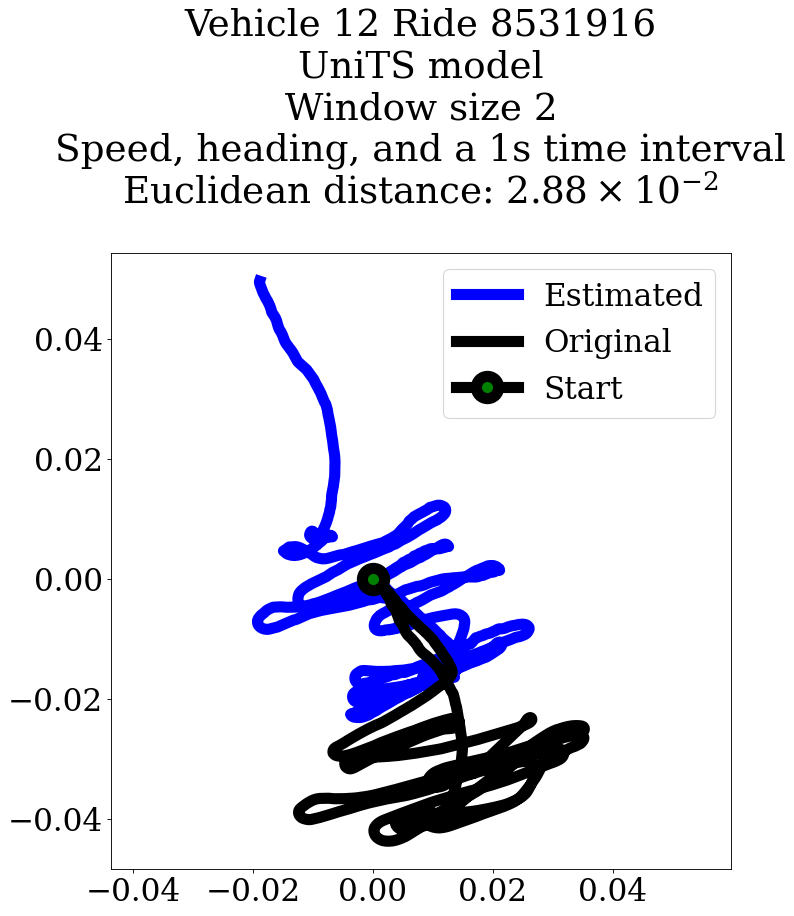 Vehicle 12 Ride 8531916
UniTS model
Window size 2
Speed, heading, and a 1s time interval
Euclidean distance: 2.88 × 10⁻²
Estimated
Original
Start
0.04
0.02
0.00
−0.02
−0.04
−0.04 −0.02 0.00 0.02 0.04